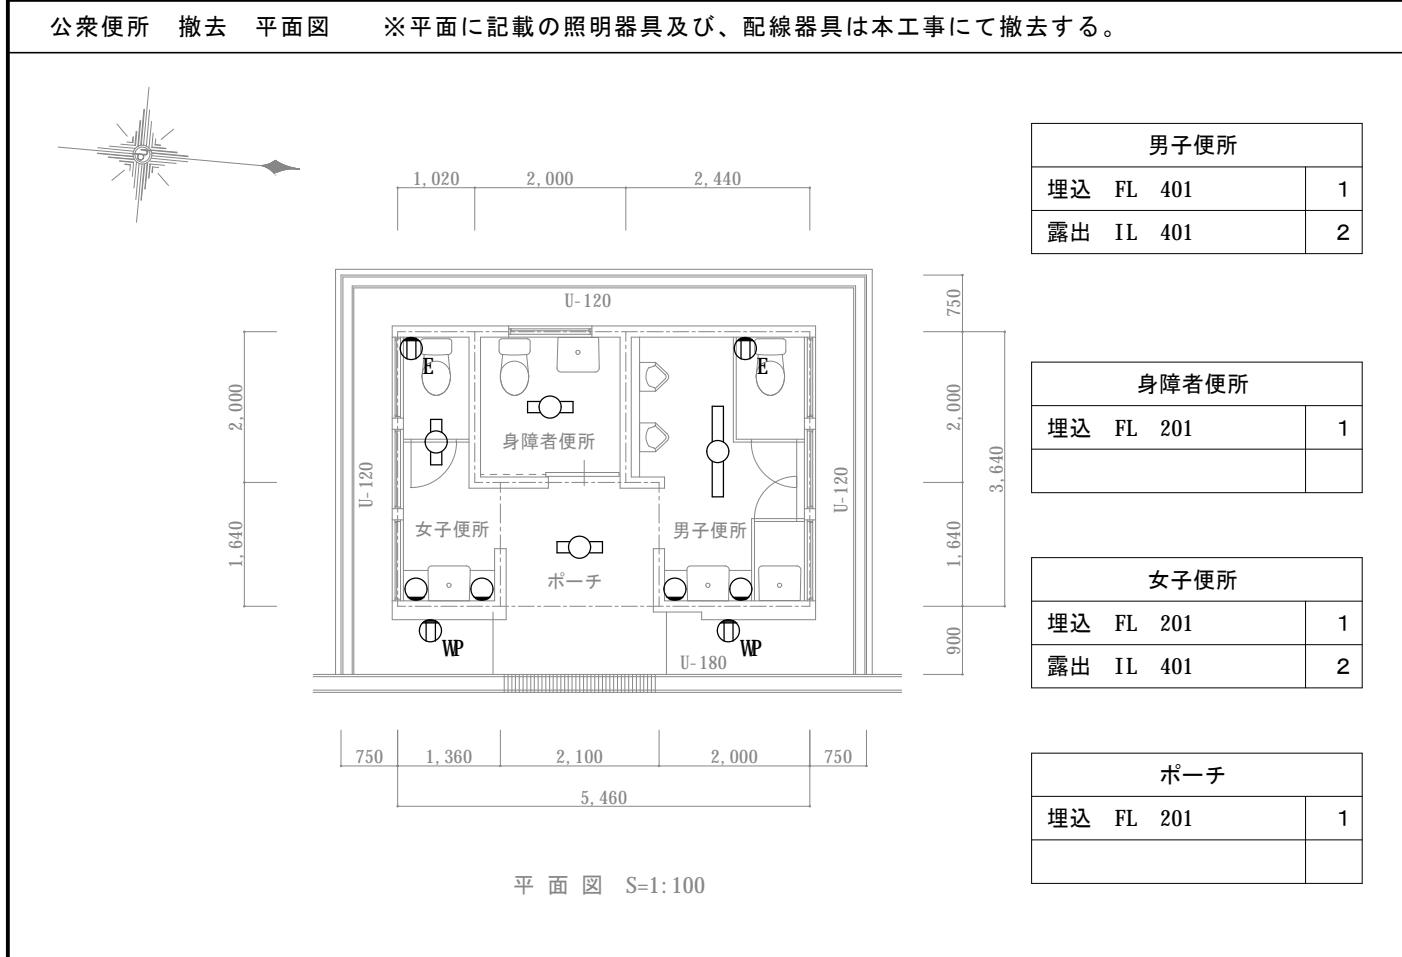 公衆便所　撤去　平面図　　※平面に記載の照明器具及び、配線器具は本工事にて撤去する。
男子便所
埋込　FL　401　1
露出　IL　401　2
1,020　2,000　2,440
U-120
750
E　E
身障者便所
埋込　FL　201　1
2,000　2,000
身障者便所
3,640
U-120　U-120
女子便所　男子便所
1,640　1,640
ポーチ
女子便所
埋込　FL　201　1
露出　IL　401　2
WP　WP
900
U-180
750　1,360　2,100　2,000　750
5,460
ポーチ
埋込　FL　201　1
平面図　S=1:100